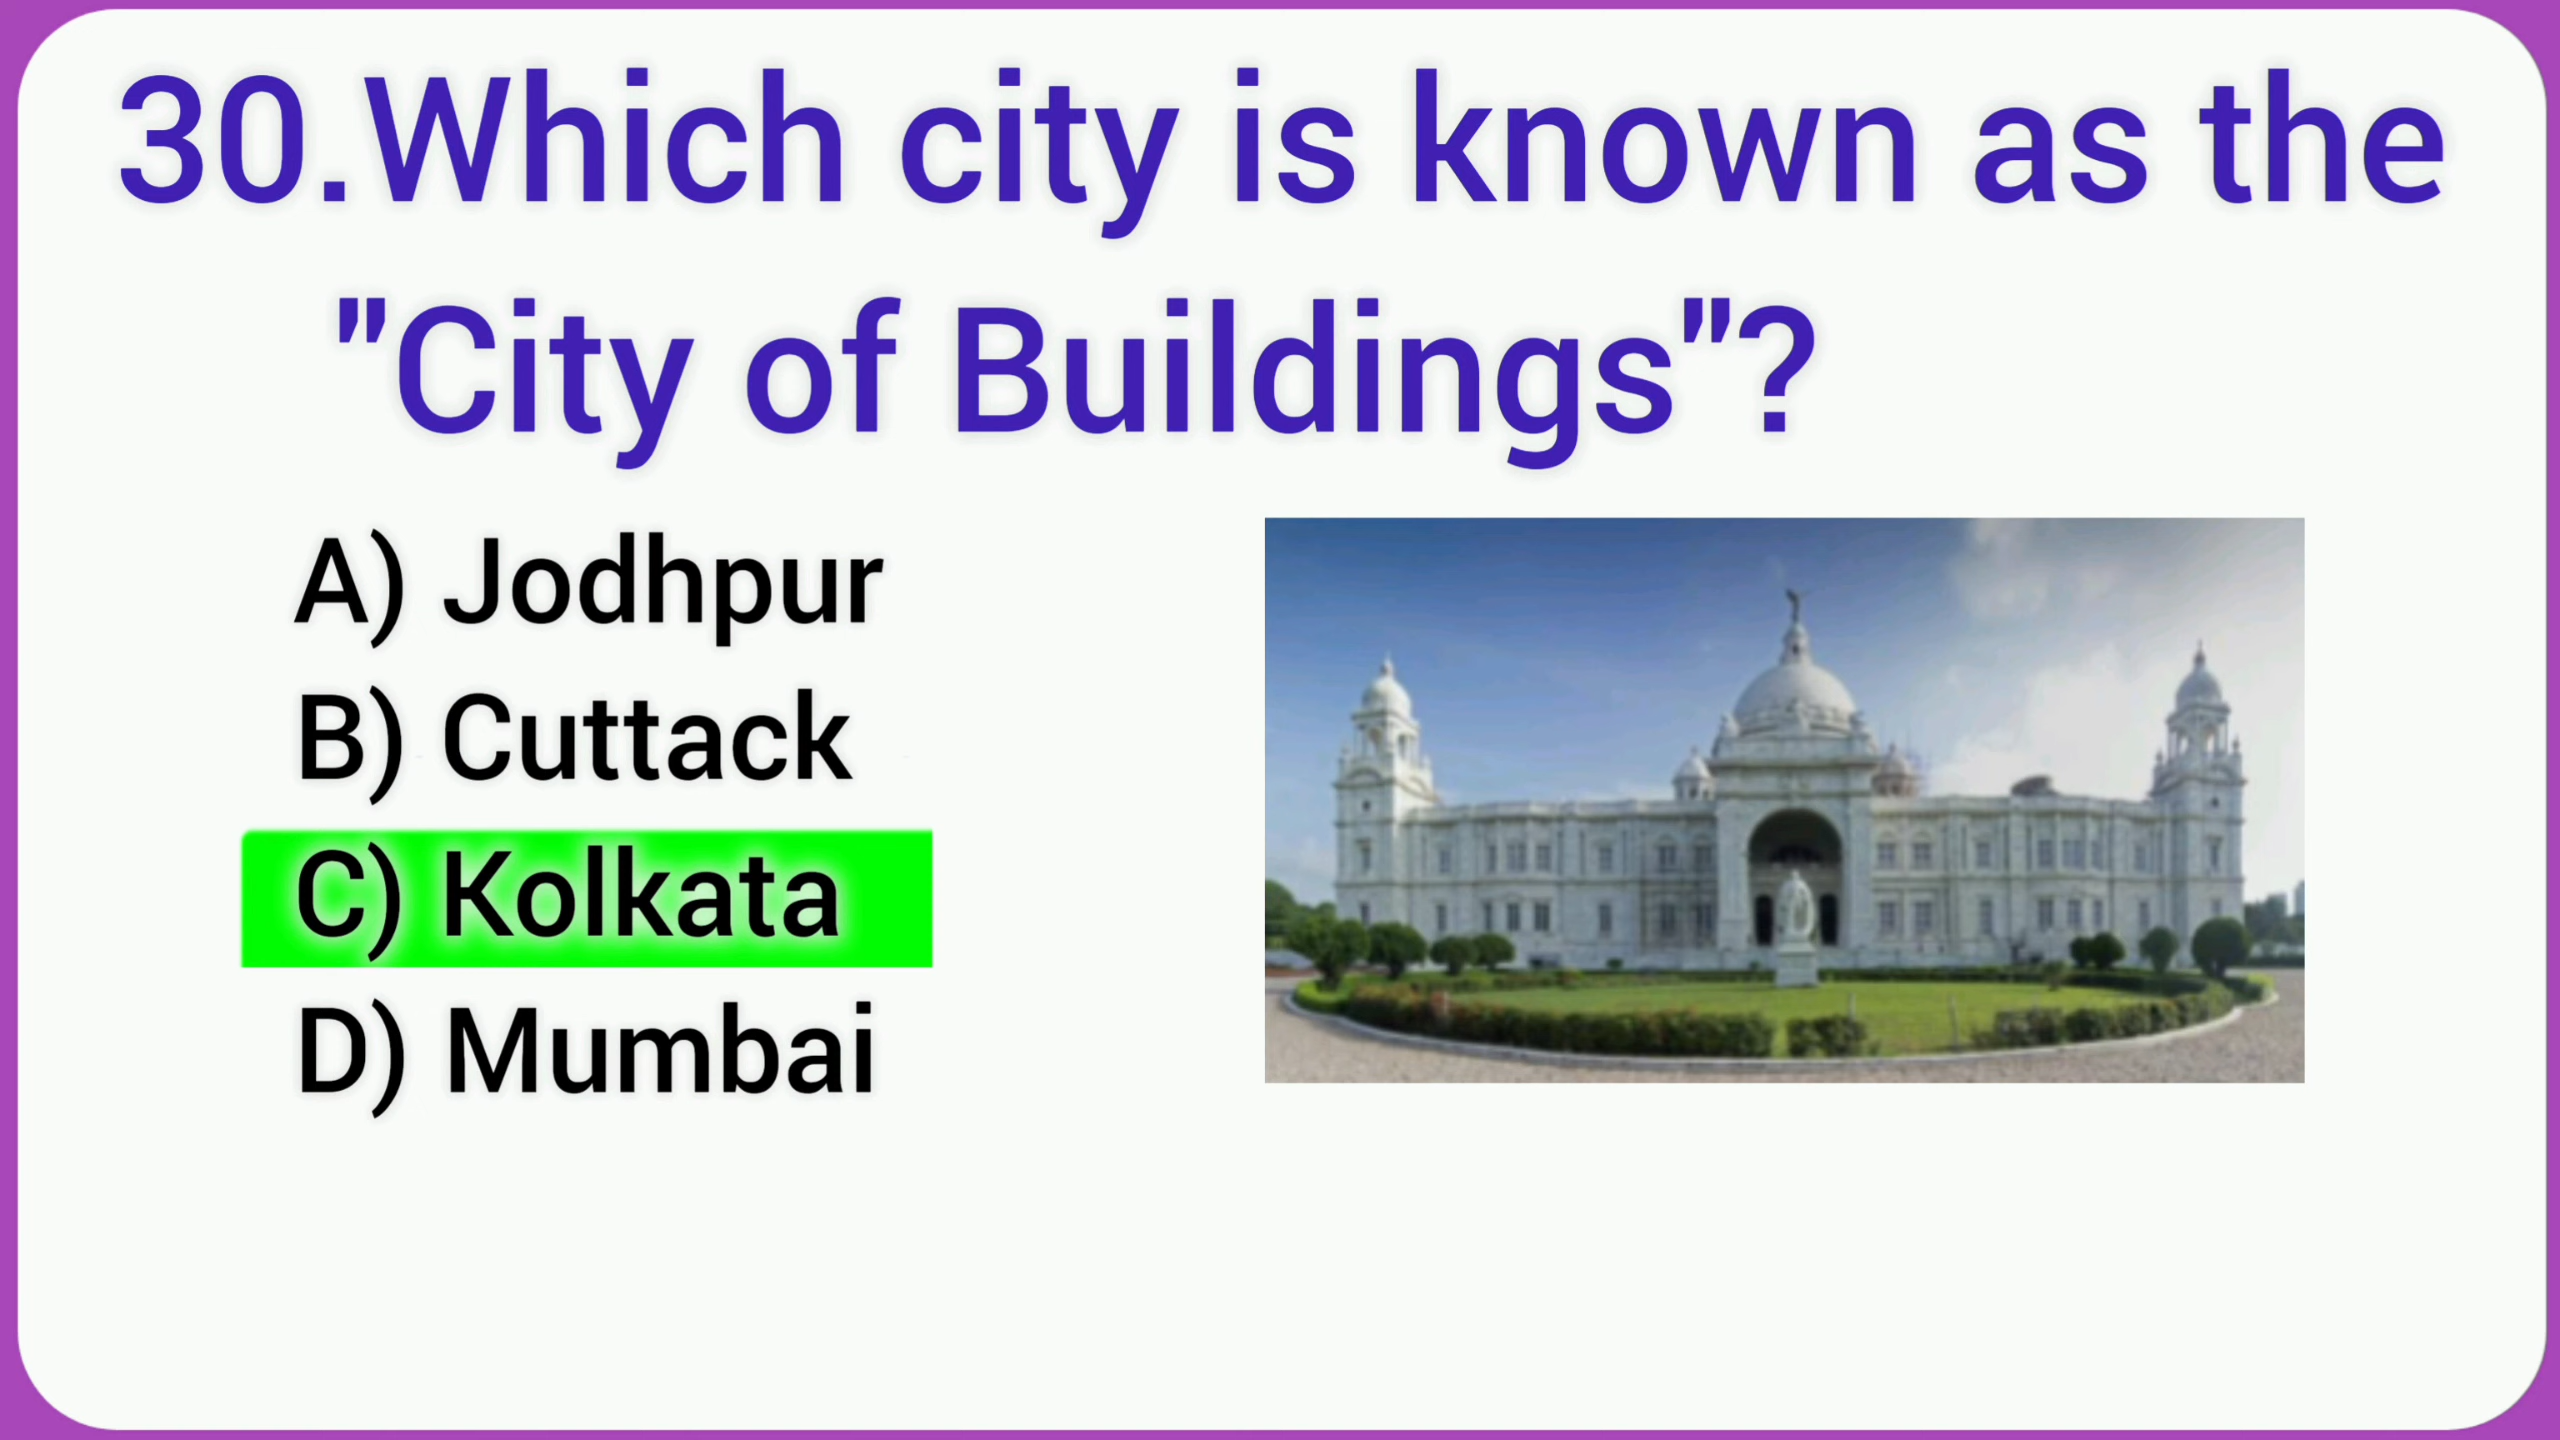 30.Which city is known as the
"City of Buildings"?
A) Jodhpur
B) Cuttack
C) Kolkata
D) Mumbai